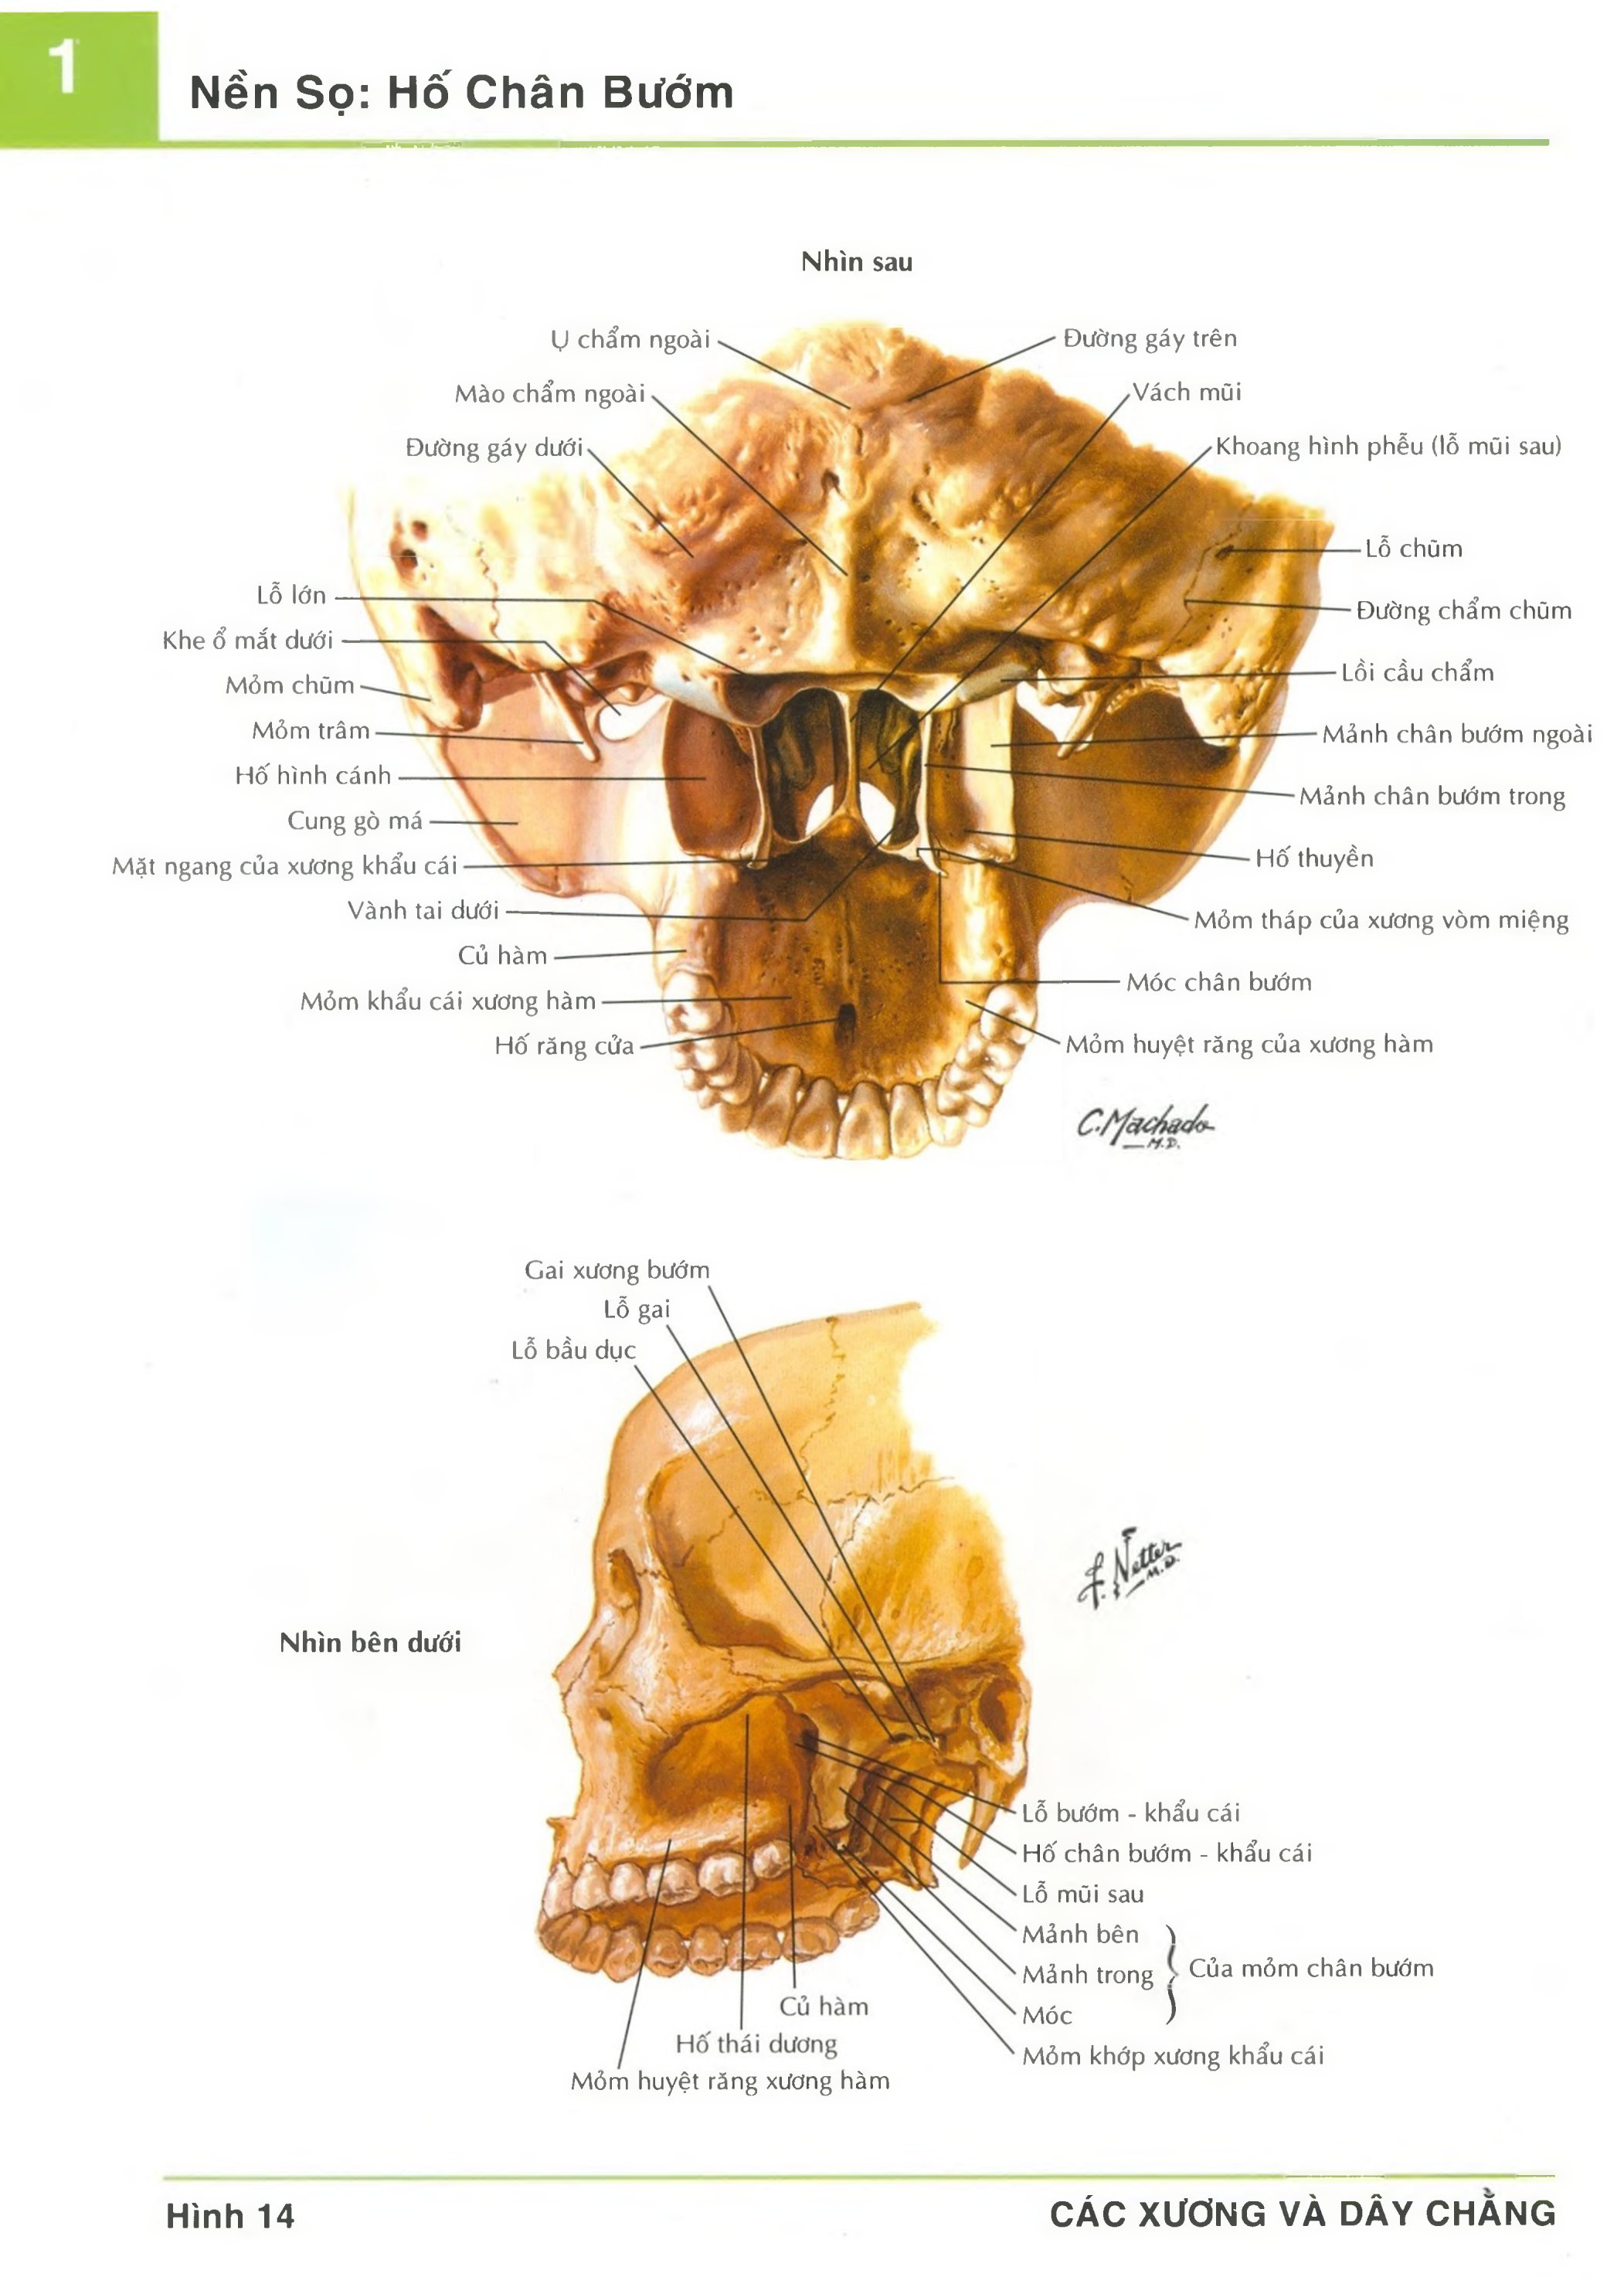 1
Nền Sọ: Hố Chân Bướm
Nhìn sau
Ụ chẩm ngoài
Mào chẩm ngoài
Đường gáy dưới
Lỗ lớn
Khe ổ mắt dưới
Mỏm chũm
Mỏm trâm
Hố hình cánh
Cung gò má
Mặt ngang của xương khẩu cái
Vành tai dưới
Củ hàm
Mỏm khẩu cái xương hàm
Hố răng cửa
Đường gáy trên
Vách mũi
Khoang hình phễu (lỗ mũi sau)
Lỗ chũm
Đường chẩm chũm
Lồi cầu chẩm
Mảnh chân bướm ngoài
Mảnh chân bướm trong
Hố thuyền
Mỏm tháp của xương vòm miệng
Móc chân bướm
Mỏm huyệt răng của xương hàm
C. Machado
M.D.
Gai xương bướm
Lỗ gai
Lỗ bầu dục
F. Netter
M.D.
Nhìn bên dưới
Lỗ bướm - khẩu cái
Hố chân bướm - khẩu cái
Lỗ mũi sau
Mảnh bên
Mảnh trong
Móc
Của mỏm chân bướm
Mỏm khớp xương khẩu cái
Củ hàm
Hố thái dương
Mỏm huyệt răng xương hàm
Hình 14
CÁC XƯƠNG VÀ DÂY CHẰNG